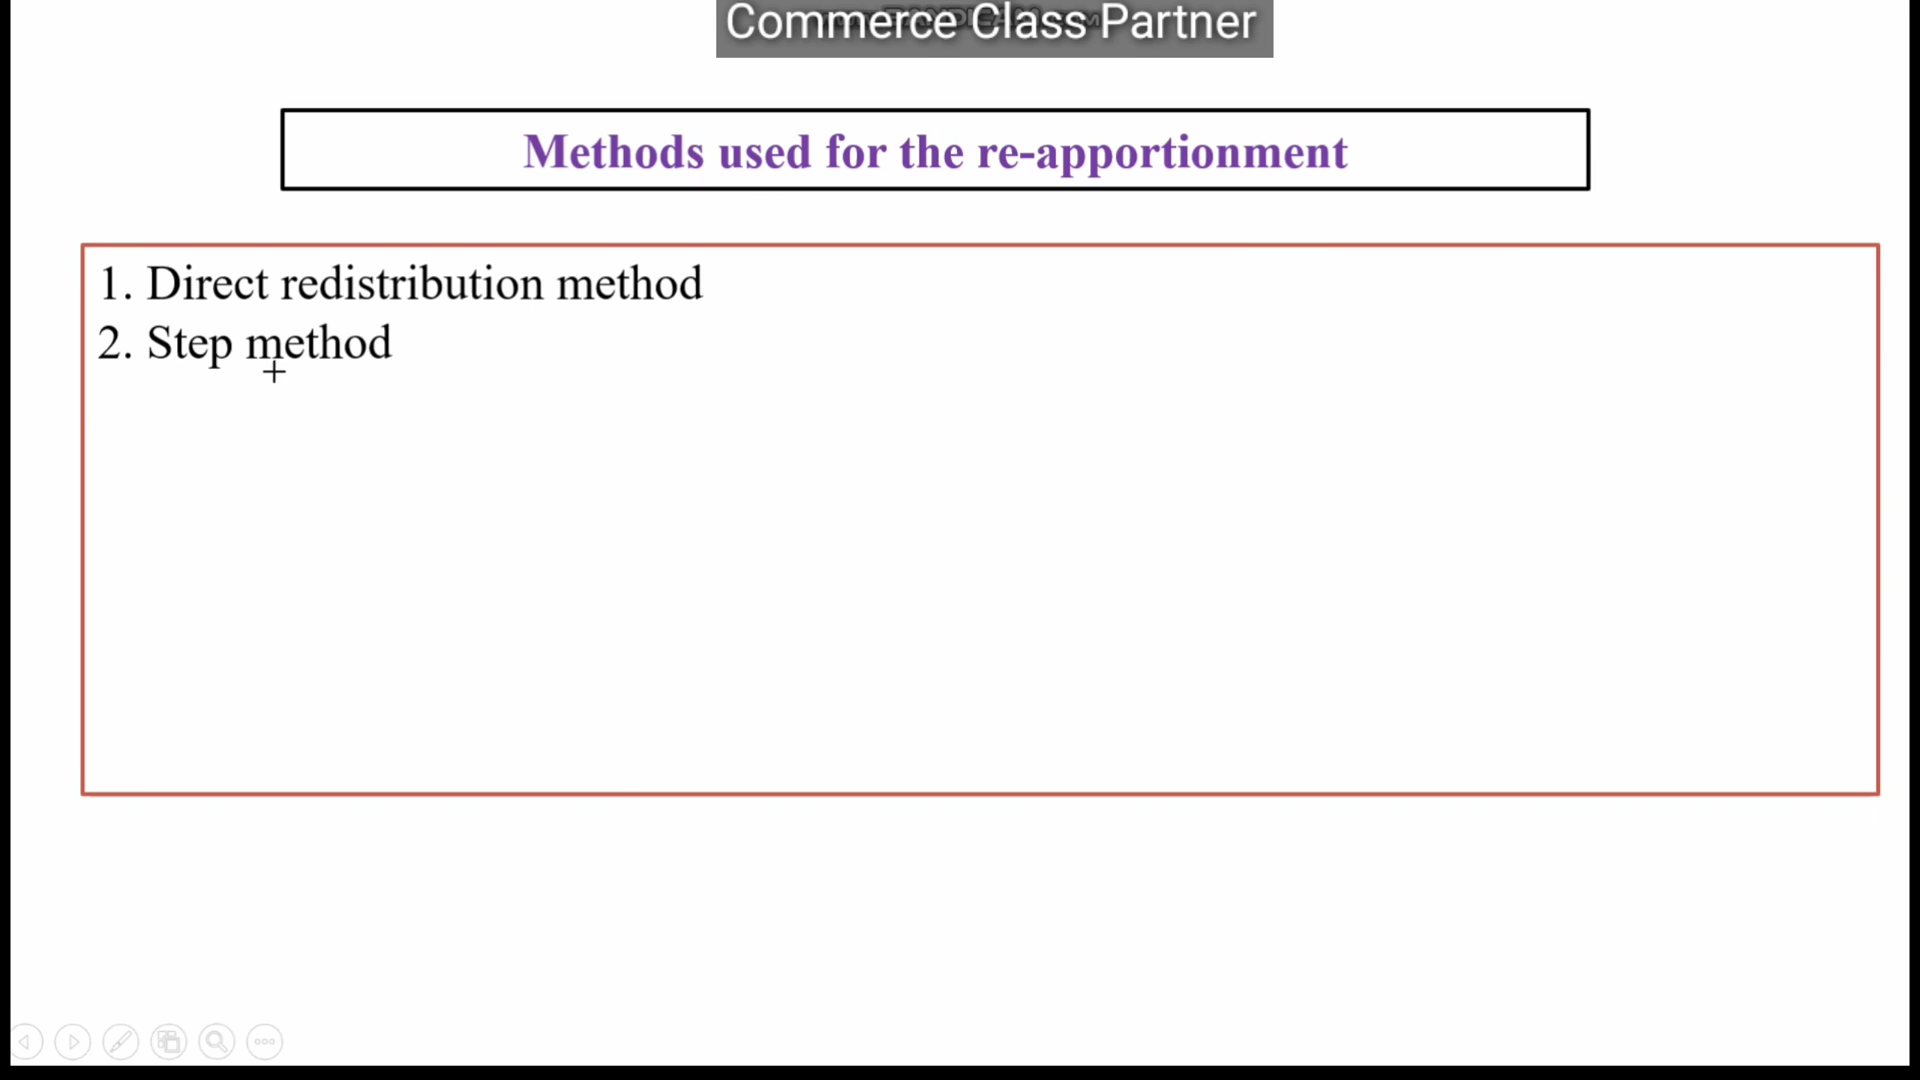 Commerce Class Partner
Methods used for the re-apportionment
1. Direct redistribution method
2. Step method